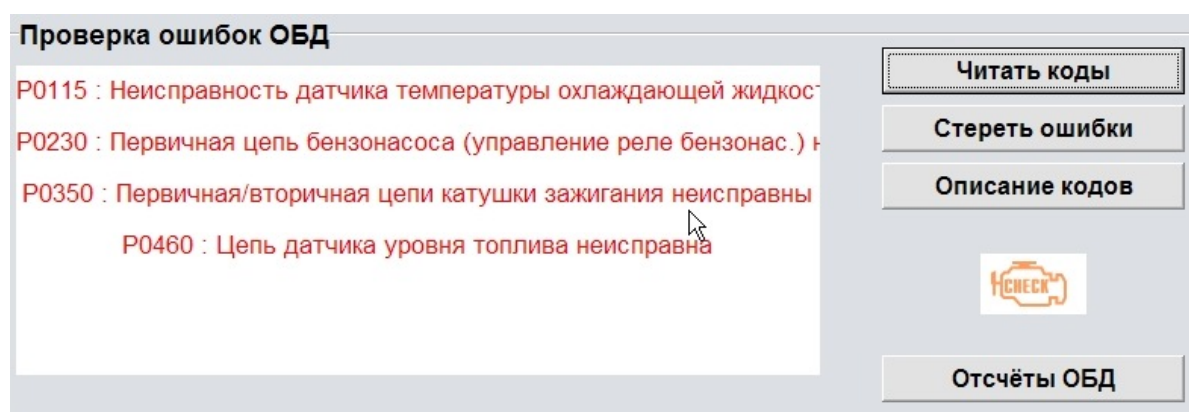 Проверка ошибок ОБД
P0115 : Неисправность датчика температуры охлаждающей жидкост
P0230 : Первичная цепь бензонасоса (управление реле бензонас.) н
P0350 : Первичная/вторичная цепи катушки зажигания неисправны
P0460 : Цепь датчика уровня топлива неисправна
Читать коды
Стереть ошибки
Описание кодов
CHECK
Отсчёты ОБД